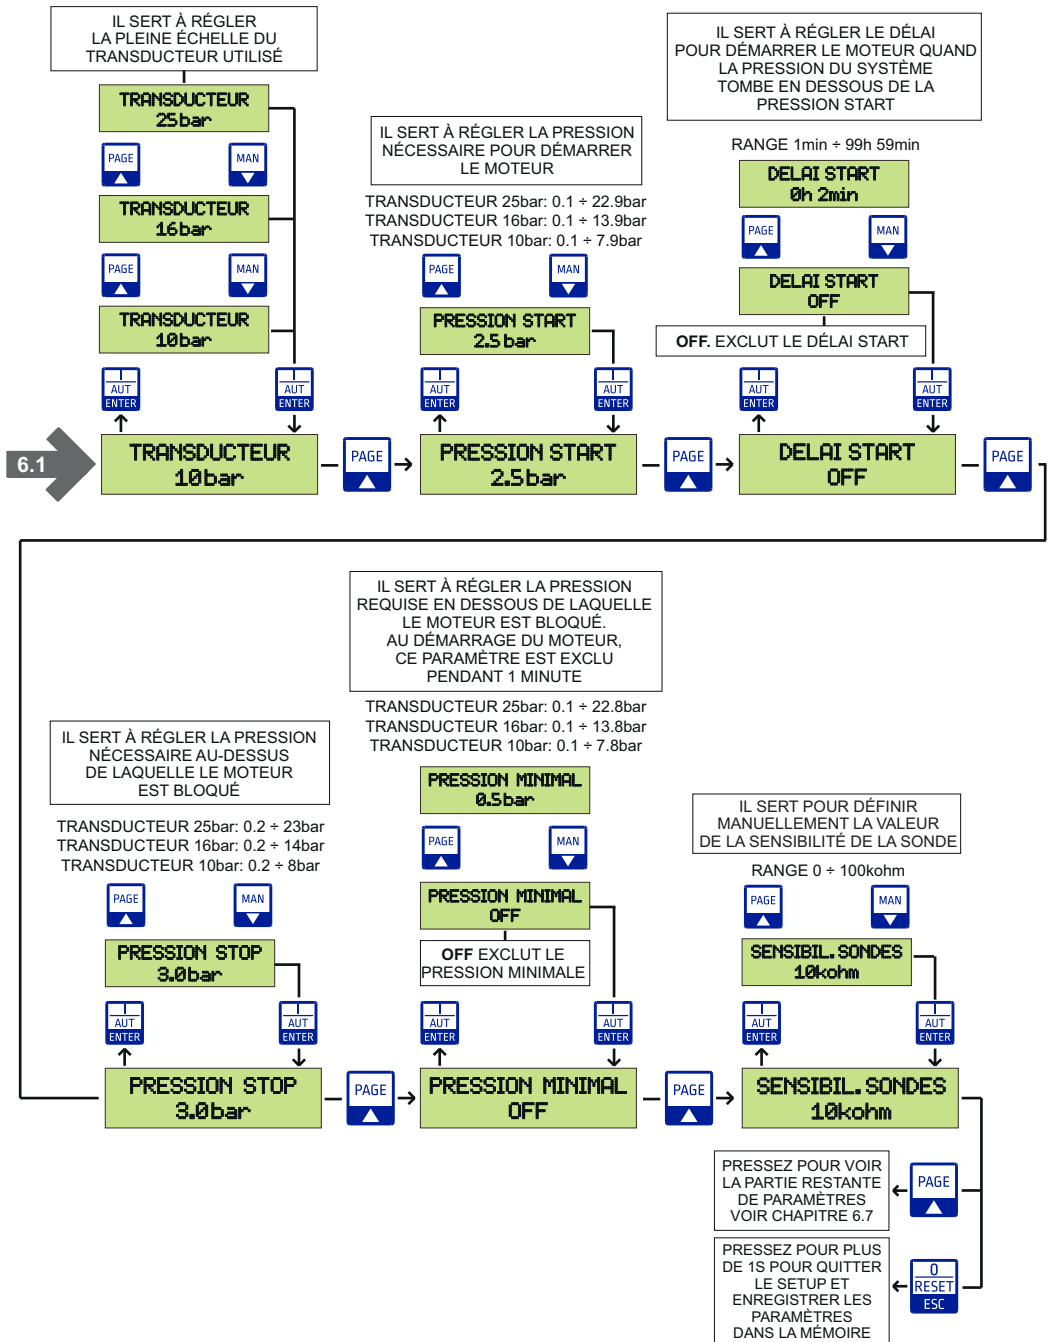 IL SERT À RÉGLER
LA PLEINE ÉCHELLE DU
TRANSDUCTEUR UTILISÉ
TRANSDUCTEUR
25bar
PAGE
MAN
TRANSDUCTEUR
16bar
PAGE
MAN
TRANSDUCTEUR
10bar
I
AUT
ENTER
I
AUT
ENTER
6.1
TRANSDUCTEUR
10bar
PAGE
IL SERT À RÉGLER LA PRESSION
NÉCESSAIRE POUR DÉMARRER
LE MOTEUR
TRANSDUCTEUR 25bar: 0.1 ÷ 22.9bar
TRANSDUCTEUR 16bar: 0.1 ÷ 13.9bar
TRANSDUCTEUR 10bar: 0.1 ÷ 7.9bar
PAGE
MAN
PRESSION START
2.5bar
I
AUT
ENTER
I
AUT
ENTER
PRESSION START
2.5bar
PAGE
IL SERT À RÉGLER LE DÉLAI
POUR DÉMARRER LE MOTEUR QUAND
LA PRESSION DU SYSTÈME
TOMBE EN DESSOUS DE LA
PRESSION START
RANGE 1min ÷ 99h 59min
DELAI START
0h 2min
PAGE
MAN
DELAI START
OFF
OFF. EXCLUT LE DÉLAI START
I
AUT
ENTER
I
AUT
ENTER
DELAI START
OFF
PAGE
IL SERT À RÉGLER LA PRESSION
NÉCESSAIRE AU-DESSUS
DE LAQUELLE LE MOTEUR
EST BLOQUÉ
TRANSDUCTEUR 25bar: 0.2 ÷ 23bar
TRANSDUCTEUR 16bar: 0.2 ÷ 14bar
TRANSDUCTEUR 10bar: 0.2 ÷ 8bar
PAGE
MAN
PRESSION STOP
3.0bar
I
AUT
ENTER
I
AUT
ENTER
PRESSION STOP
3.0bar
PAGE
IL SERT À RÉGLER LA PRESSION
REQUISE EN DESSOUS DE LAQUELLE
LE MOTEUR EST BLOQUÉ.
AU DÉMARRAGE DU MOTEUR,
CE PARAMÈTRE EST EXCLU
PENDANT 1 MINUTE
TRANSDUCTEUR 25bar: 0.1 ÷ 22.8bar
TRANSDUCTEUR 16bar: 0.1 ÷ 13.8bar
TRANSDUCTEUR 10bar: 0.1 ÷ 7.8bar
PRESSION MINIMAL
0.5bar
PAGE
MAN
PRESSION MINIMAL
OFF
OFF EXCLUT LE
PRESSION MINIMALE
I
AUT
ENTER
I
AUT
ENTER
PRESSION MINIMAL
OFF
PAGE
IL SERT POUR DÉFINIR
MANUELLEMENT LA VALEUR
DE LA SENSIBILITÉ DE LA SONDE
RANGE 0 ÷ 100kohm
PAGE
MAN
SENSIBIL.SONDES
10kohm
I
AUT
ENTER
I
AUT
ENTER
SENSIBIL.SONDES
10kohm
PRESSEZ POUR VOIR
LA PARTIE RESTANTE
DE PARAMÈTRES
VOIR CHAPITRE 6.7
PAGE
PRESSEZ POUR PLUS
DE 1S POUR QUITTER
LE SETUP ET
ENREGISTRER LES
PARAMÈTRES
DANS LA MÉMOIRE
0
RESET
ESC